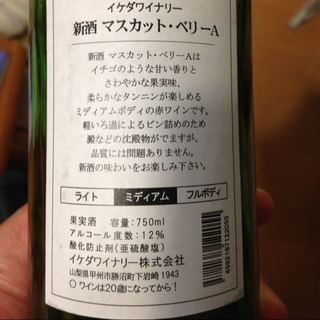 イケダワイナリー
新酒 マスカット・ベリーA
新酒 マスカット・ベリーAは
イチゴのような甘い香りと
さわやかな果実味、
柔らかなタンニンが楽しめる
ミディアムボディの赤ワインです。
軽いろ過によるビン詰めのため
澱などの沈殿物がでますが、
品質には問題ありません。
新酒の味わいをお楽しみ下さい。
ライト ミディアム フルボディ
果実酒 容量:750ml
アルコール度数:12%
酸化防止剤(亜硫酸塩)
イケダワイナリー株式会社
山梨県甲州市勝沼町下岩崎 1943
○ワインは20歳になってから!
4582167122055